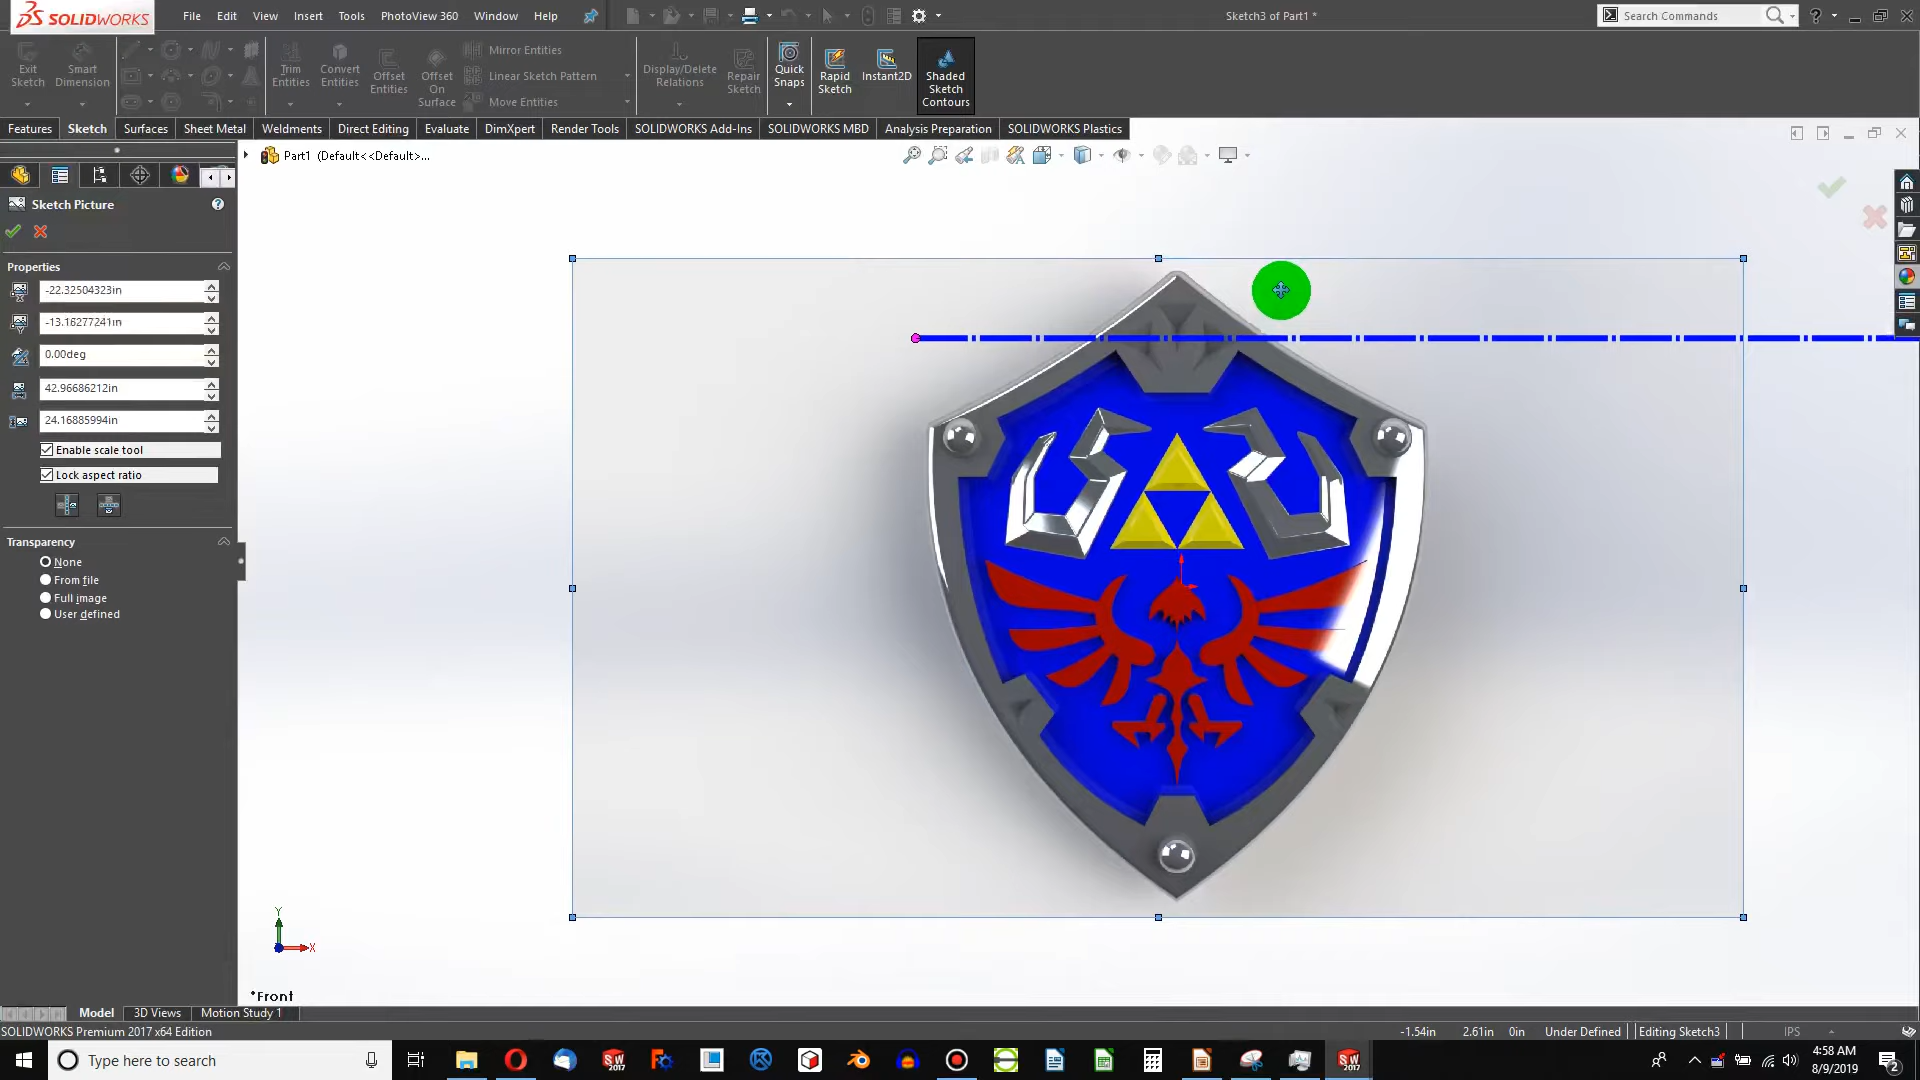 SOLIDWORKS File Edit View Insert Tools PhotoView 360 Window Help Sketch3 of Part1 * Search Commands ?
Exit Sketch
Smart Dimension
Trim Entities
Convert Entities
Offset Entities
Offset On Surface
Mirror Entities
Linear Sketch Pattern
Move Entities
Display/Delete Relations
Repair Sketch
Quick Snaps
Rapid Sketch
Instant2D
Shaded Sketch Contours
Features Sketch Surfaces Sheet Metal Weldments Direct Editing Evaluate DimXpert Render Tools SOLIDWORKS Add-Ins SOLIDWORKS MBD Analysis Preparation SOLIDWORKS Plastics
Part1 (Default<<Default>...
Sketch Picture ?
Properties
-22.32504323in
-13.16277241in
0.00deg
42.96686212in
24.16885994in
Enable scale tool
Lock aspect ratio
Transparency
None
From file
Full image
User defined
Y
X
*Front
Model 3D Views Motion Study 1
SOLIDWORKS Premium 2017 x64 Edition -1.54in 2.61in 0in Under Defined Editing Sketch3 IPS
Type here to search
SW 2017
SW 2017
4:58 AM
8/9/2019
2